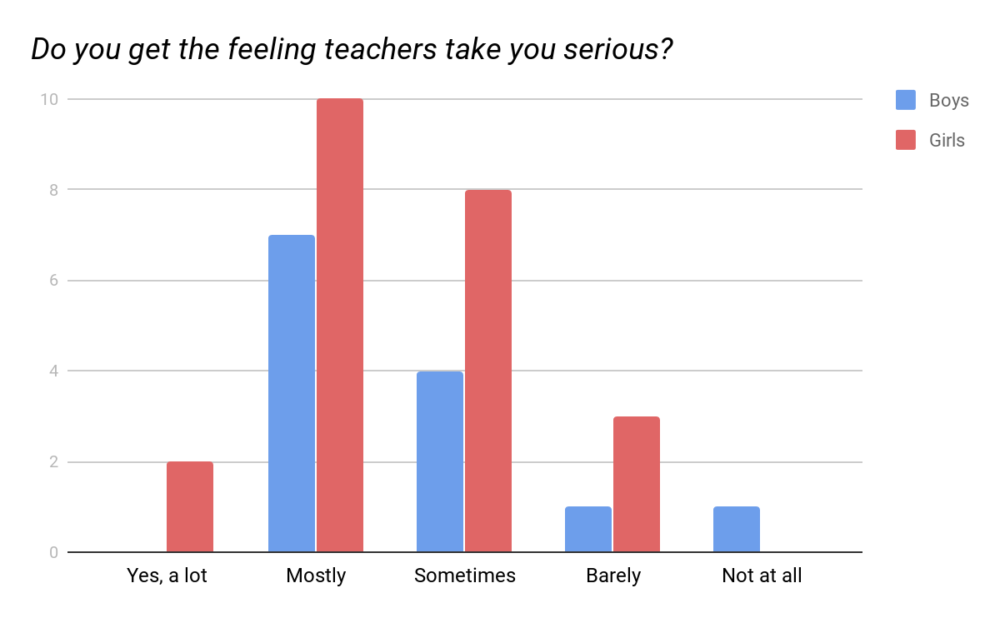 Do you get the feeling teachers take you serious?
10
8
6
4
2
0
Yes, a lot Mostly Sometimes Barely Not at all
Boys
Girls